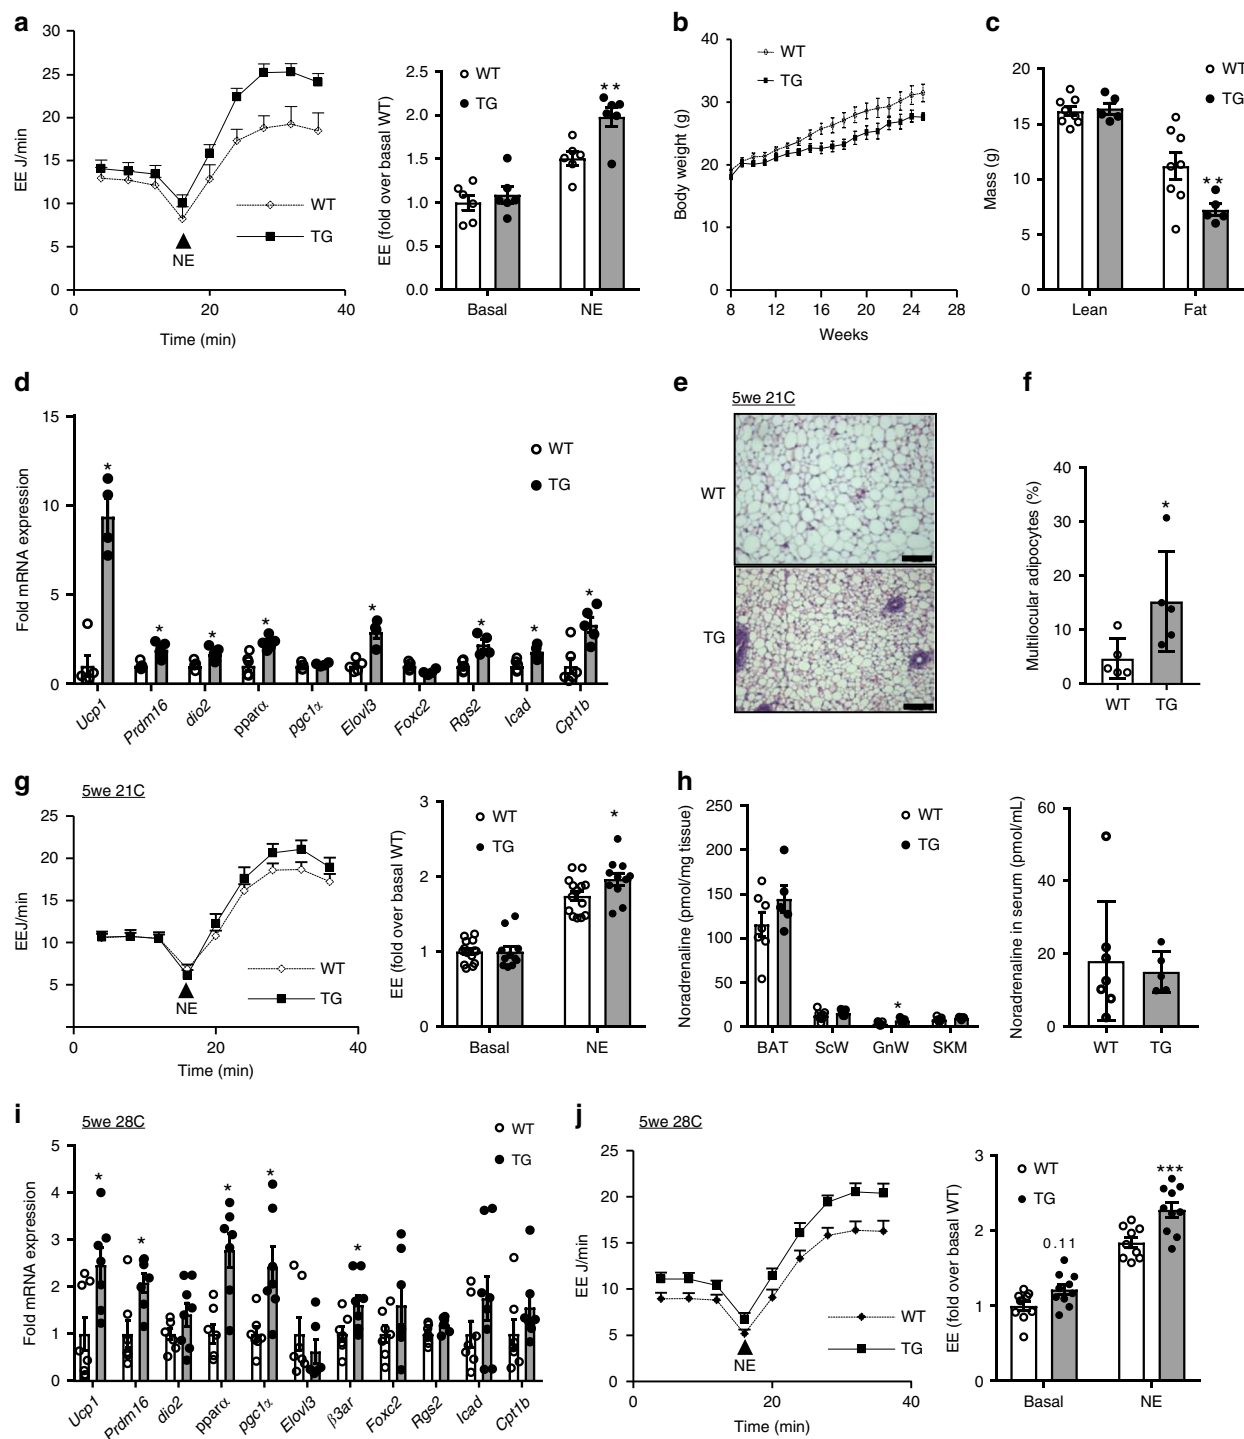 a
EE J/min
30
25
20
15
10
5
0
NE
WT
TG
0
20
40
Time (min)
EE (fold over basal WT)
2.5
2.0
1.5
1.0
0.5
0.0
WT
TG
**
Basal
NE
b
Body weight (g)
40
30
20
10
0
WT
TG
8
12
16
20
24
28
Weeks
c
Mass (g)
20
15
10
5
0
WT
TG
**
Lean
Fat
d
Fold mRNA expression
15
10
5
0
WT
TG
* * * * * * * *
Ucp1
Prdm16
dio2
pparα
pgc1α
Elovl3
Foxc2
Rgs2
lcad
Cpt1b
e
5we 21C
WT
TG
f
Multilocular adipocytes (%)
40
30
20
10
0
*
WT
TG
g
5we 21C
EEJ/min
25
20
15
10
5
NE
WT
TG
0
20
40
Time (min)
EE (fold over basal WT)
3
2
1
0
WT
TG
*
Basal
NE
h
Noradrenaline (pmol/mg tissue)
250
200
150
100
50
0
WT
TG
*
BAT
ScW
GnW
SKM
Noradrenaline in serum (pmol/mL)
60
40
20
0
WT
TG
i
5we 28C
Fold mRNA expression
5
4
3
2
1
0
WT
TG
* * * * *
Ucp1
Prdm16
dio2
pparα
pgc1α
Elovl3
β3ar
Foxc2
Rgs2
lcad
Cpt1b
j
5we 28C
EE J/min
25
20
15
10
5
0
NE
WT
TG
0
20
40
Time (min)
EE (fold over basal WT)
3
2
1
0
WT
TG
0.11
***
Basal
NE